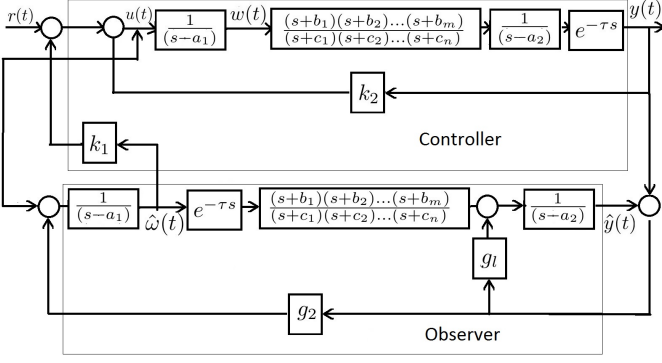 r(t)
u(t)
1/(s−a₁)
w(t)
(s+b₁)(s+b₂)...(s+bₘ)/(s+c₁)(s+c₂)...(s+cₙ)
1/(s−a₂)
e^{−τs}
y(t)
k₂
Controller
k₁
1/(s−a₁)
ω̂(t)
e^{−τs}
(s+b₁)(s+b₂)...(s+bₘ)/(s+c₁)(s+c₂)...(s+cₙ)
1/(s−a₂)
ŷ(t)
g_l
g₂
Observer